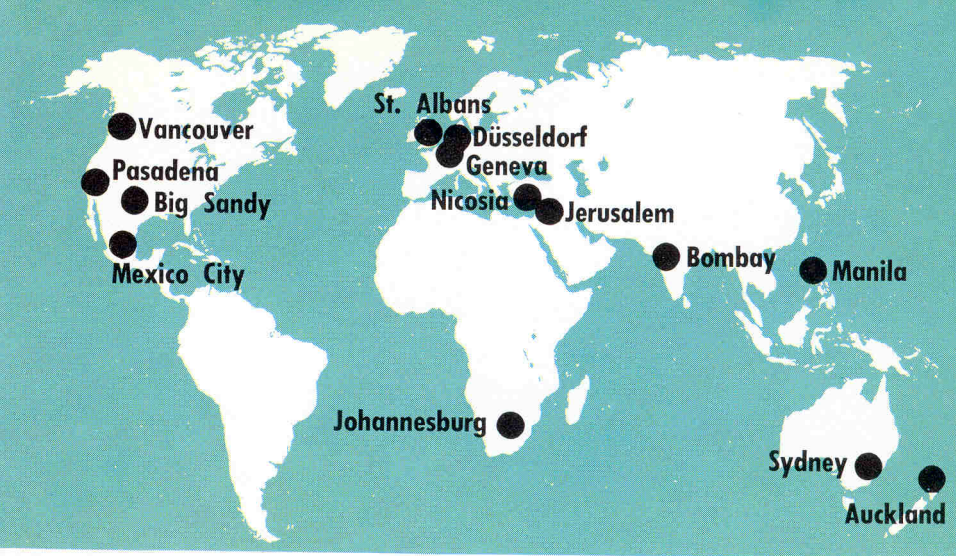 St. Albans
Vancouver
Düsseldorf
Pasadena
Geneva
Big Sandy
Nicosia
Jerusalem
Mexico City
Bombay
Manila
Johannesburg
Sydney
Auckland